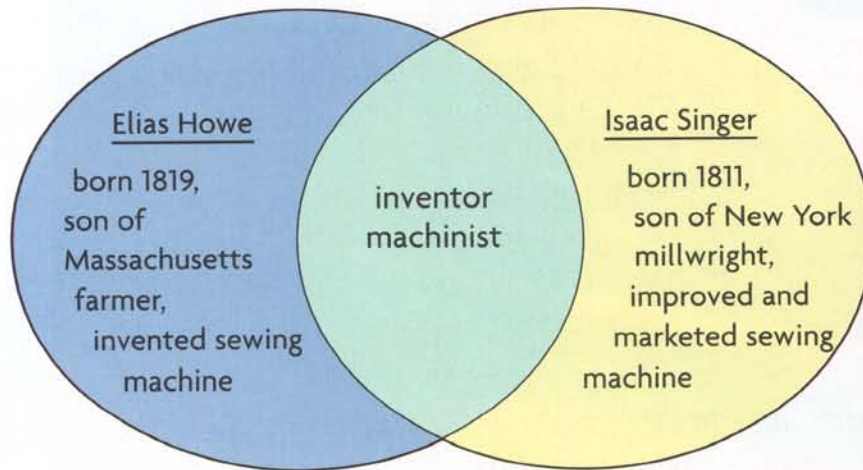 Elias Howe
born 1819,
son of
Massachusetts
farmer,
invented sewing
machine
inventor
machinist
Isaac Singer
born 1811,
son of New York
millwright,
improved and
marketed sewing
machine